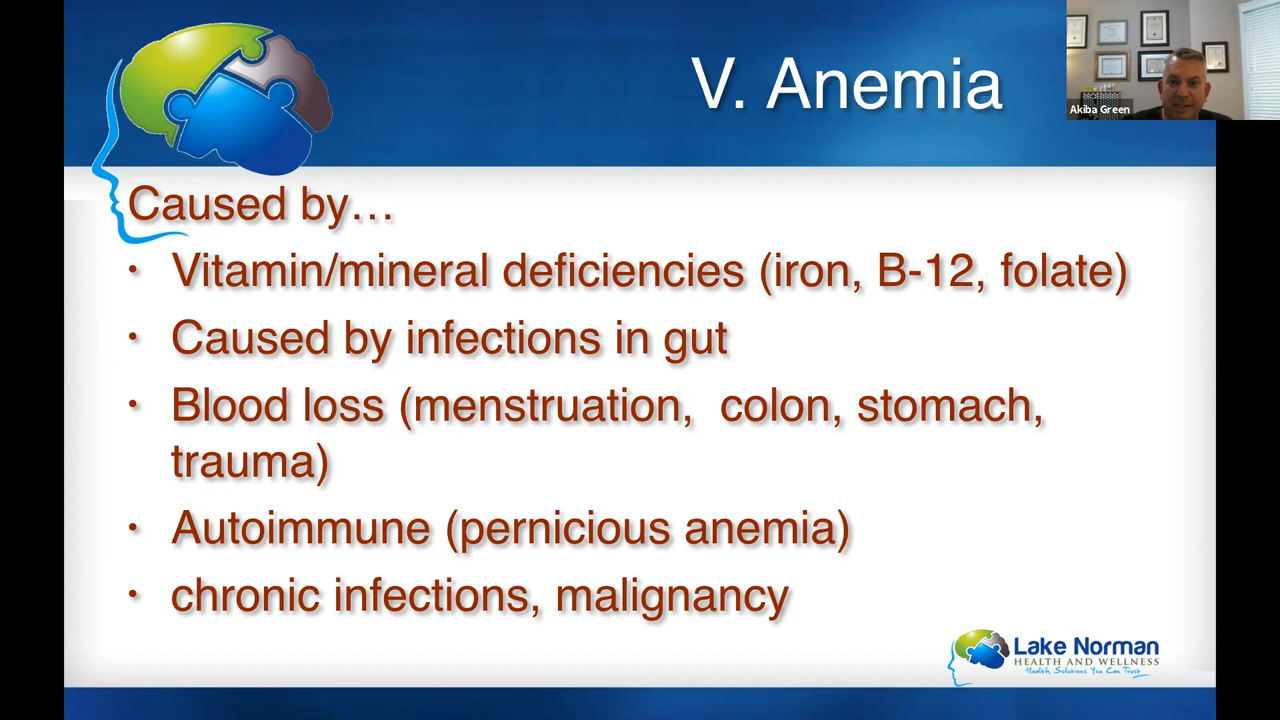 V. Anemia
Akiba Green
Caused by…
• Vitamin/mineral deficiencies (iron, B-12, folate)
• Caused by infections in gut
• Blood loss (menstruation, colon, stomach,
trauma)
• Autoimmune (pernicious anemia)
• chronic infections, malignancy
Lake Norman
HEALTH AND WELLNESS
Health Solutions You Can Trust